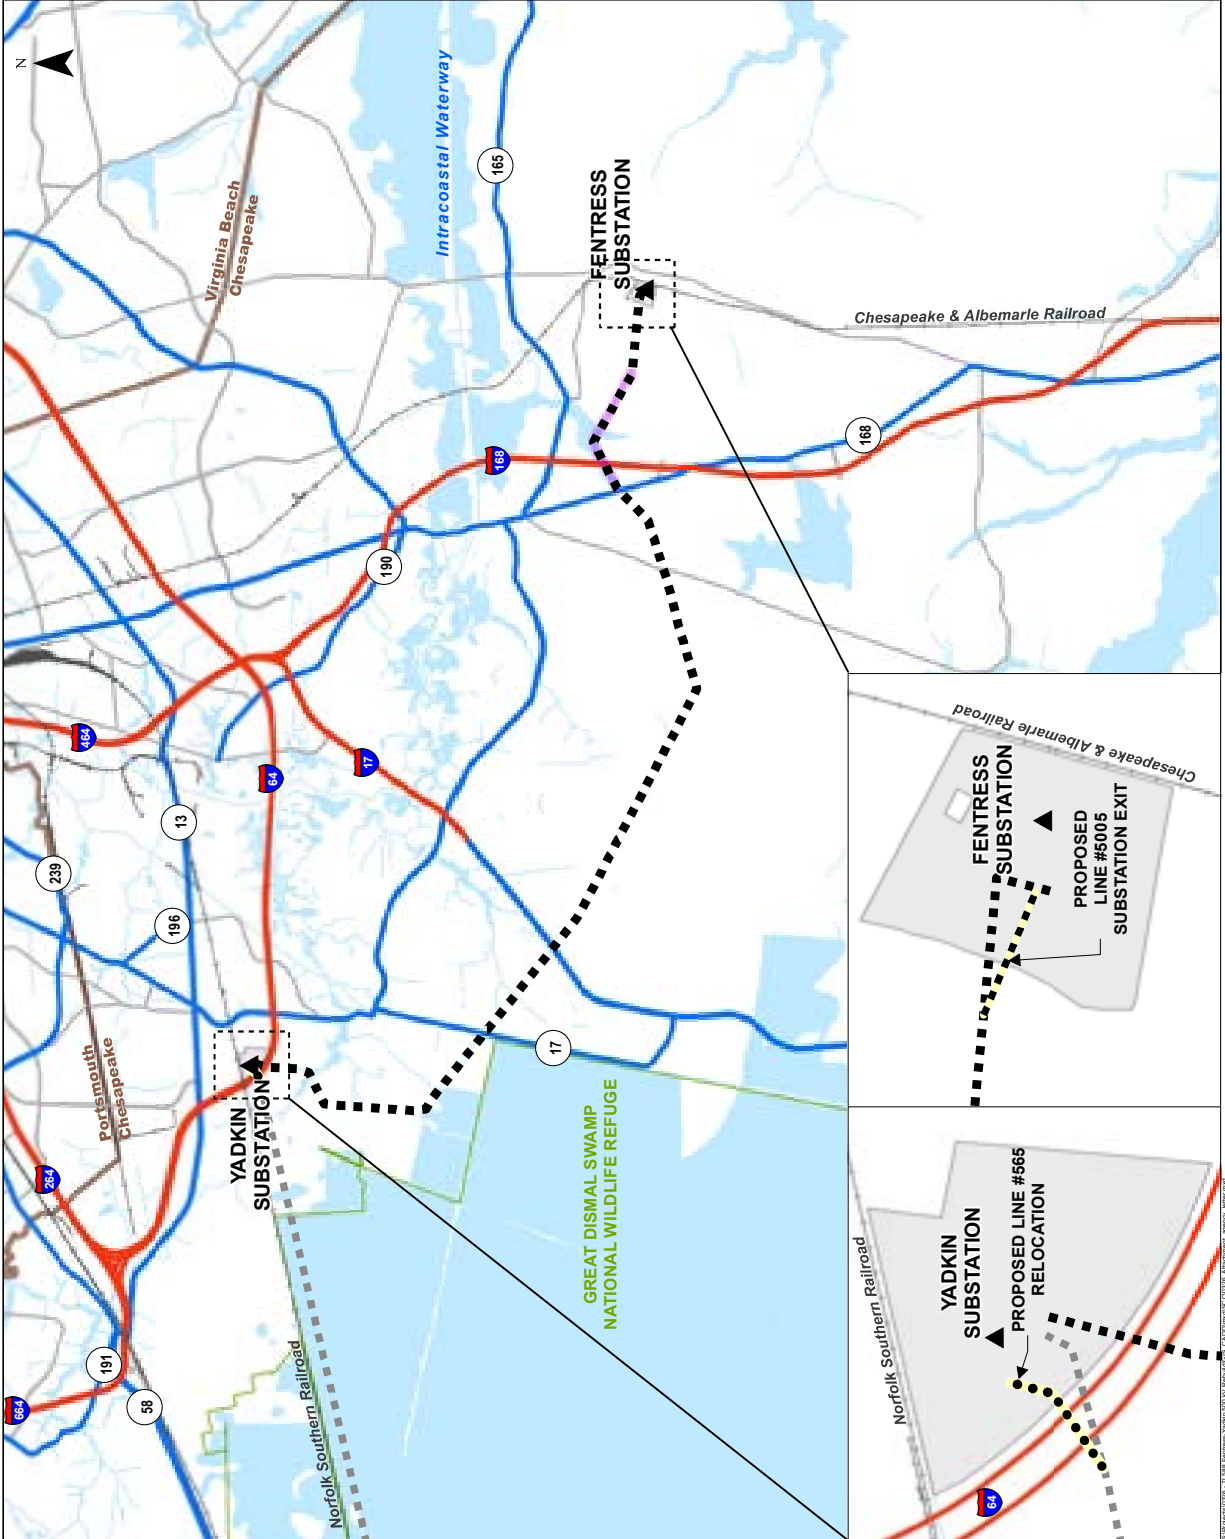 N
Virginia Beach
Chesapeake
Intracoastal Waterway
165
FENTRESS
SUBSTATION
Chesapeake & Albemarle Railroad
168
168
190
464
64
17
13
239
196
Portsmouth
Chesapeake
YADKIN
SUBSTATION
17
264
GREAT DISMAL SWAMP
NATIONAL WILDLIFE REFUGE
Norfolk Southern Railroad
191
58
664
Chesapeake & Albemarle Railroad
FENTRESS
SUBSTATION
PROPOSED
LINE #5005
SUBSTATION EXIT
Norfolk Southern Railroad
YADKIN
SUBSTATION
PROPOSED LINE #565
RELOCATION
64